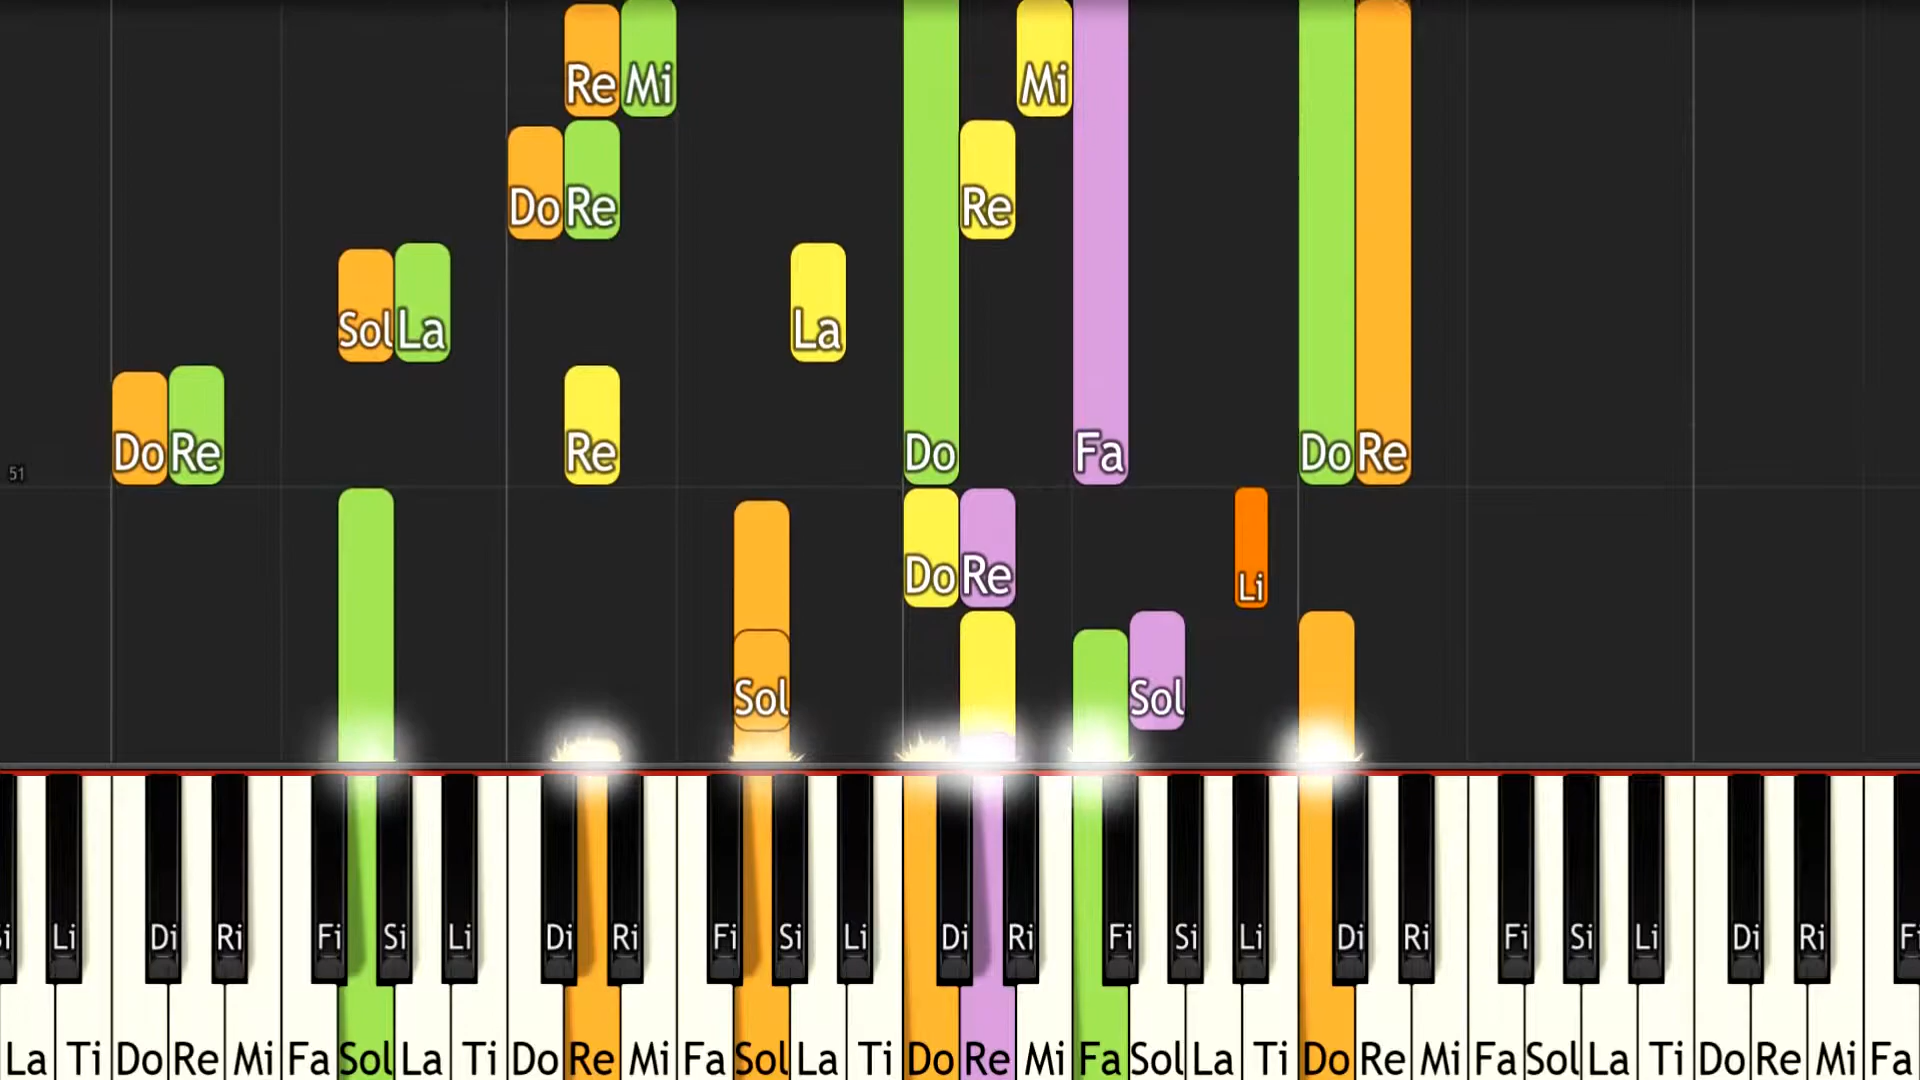 Re Mi Mi
Do Re Re
Sol La La
Do Re Re Do Fa Do Re
51
Do Re Li
Sol Sol
Li Di Ri Fi Si Li Di Ri Fi Si Li Di Ri Fi Si Li Di Ri Fi Si Li Di Ri
La Ti Do Re Mi Fa Sol La Ti Do Re Mi Fa Sol La Ti Do Re Mi Fa Sol La Ti Do Re Mi Fa Sol La Ti Do Re Mi Fa